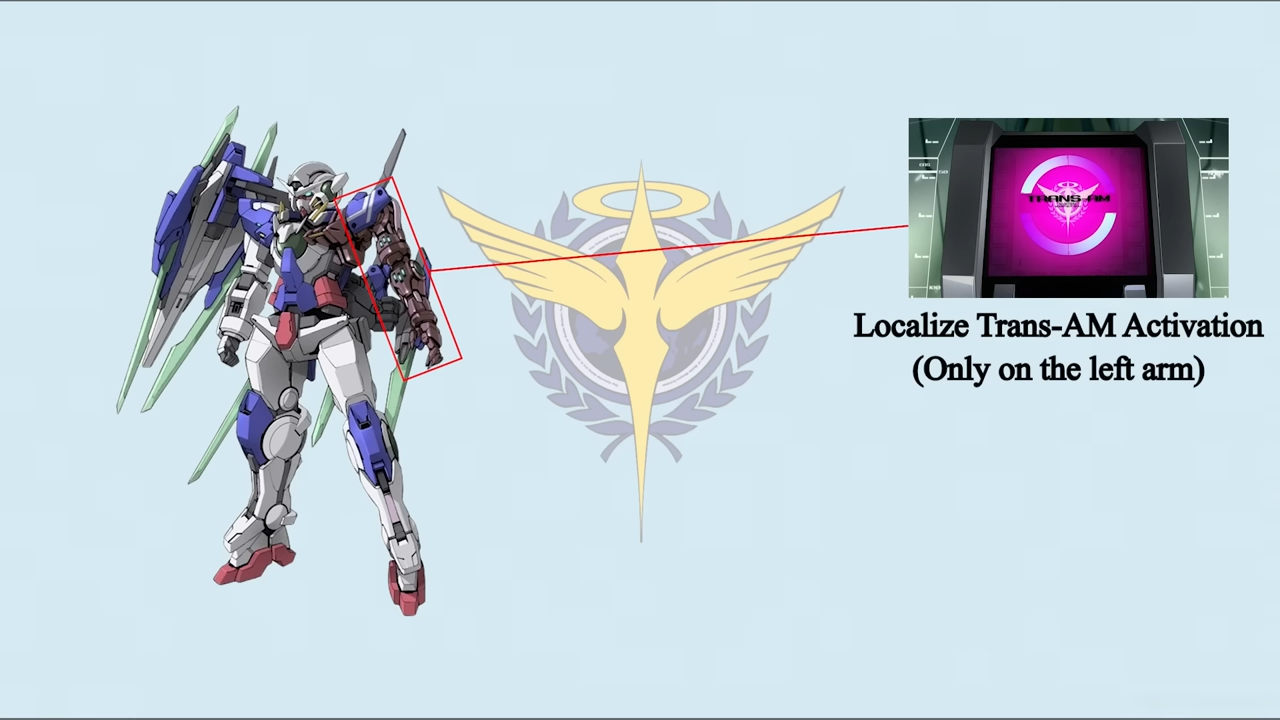 TRANS-AM
Localize Trans-AM Activation
(Only on the left arm)